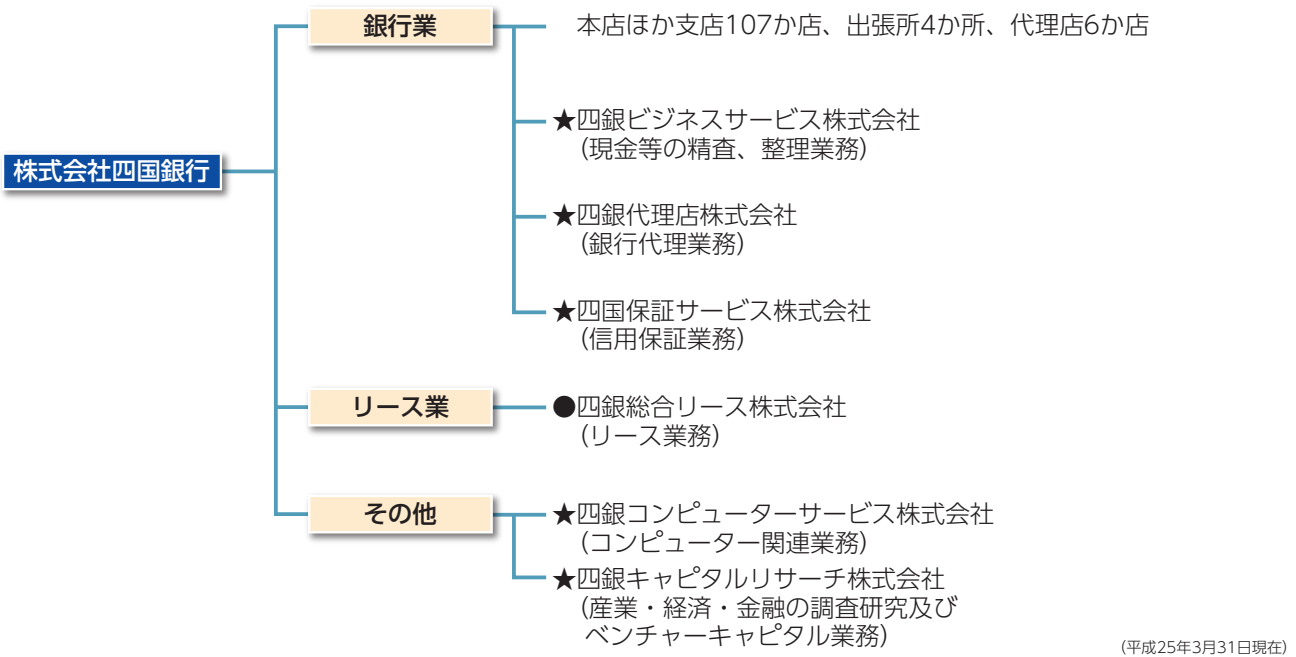 株式会社四国銀行
銀行業
本店ほか支店107か店、出張所4か所、代理店6か店
★四銀ビジネスサービス株式会社
(現金等の精査、整理業務)
★四銀代理店株式会社
(銀行代理業務)
★四国保証サービス株式会社
(信用保証業務)
リース業
●四銀総合リース株式会社
(リース業務)
その他
★四銀コンピューターサービス株式会社
(コンピューター関連業務)
★四銀キャピタルリサーチ株式会社
(産業・経済・金融の調査研究及び
ベンチャーキャピタル業務)
(平成25年3月31日現在)